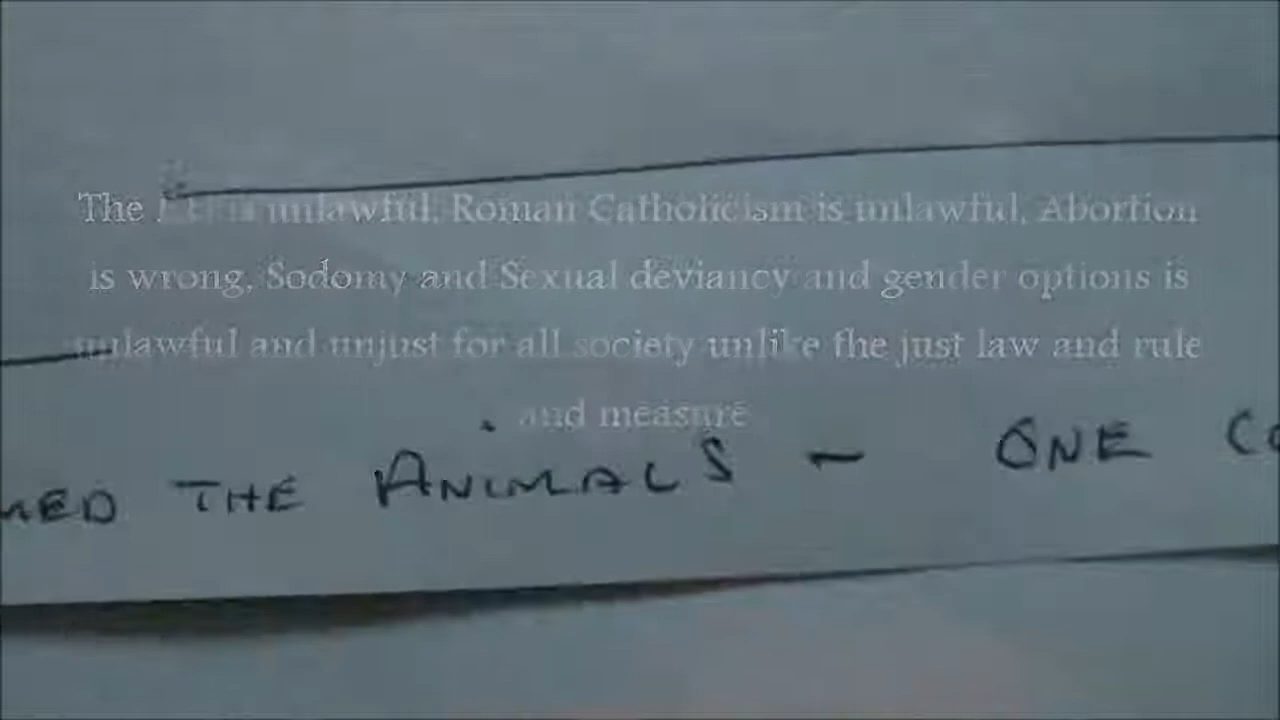 The unlawful, Roman Catholicism is unlawful, Abortion
is wrong, Sodomy and Sexual deviancy and gender options is
unlawful and unjust for all society unlike the just law and rule
and measure
THE ANIMALS - ONE